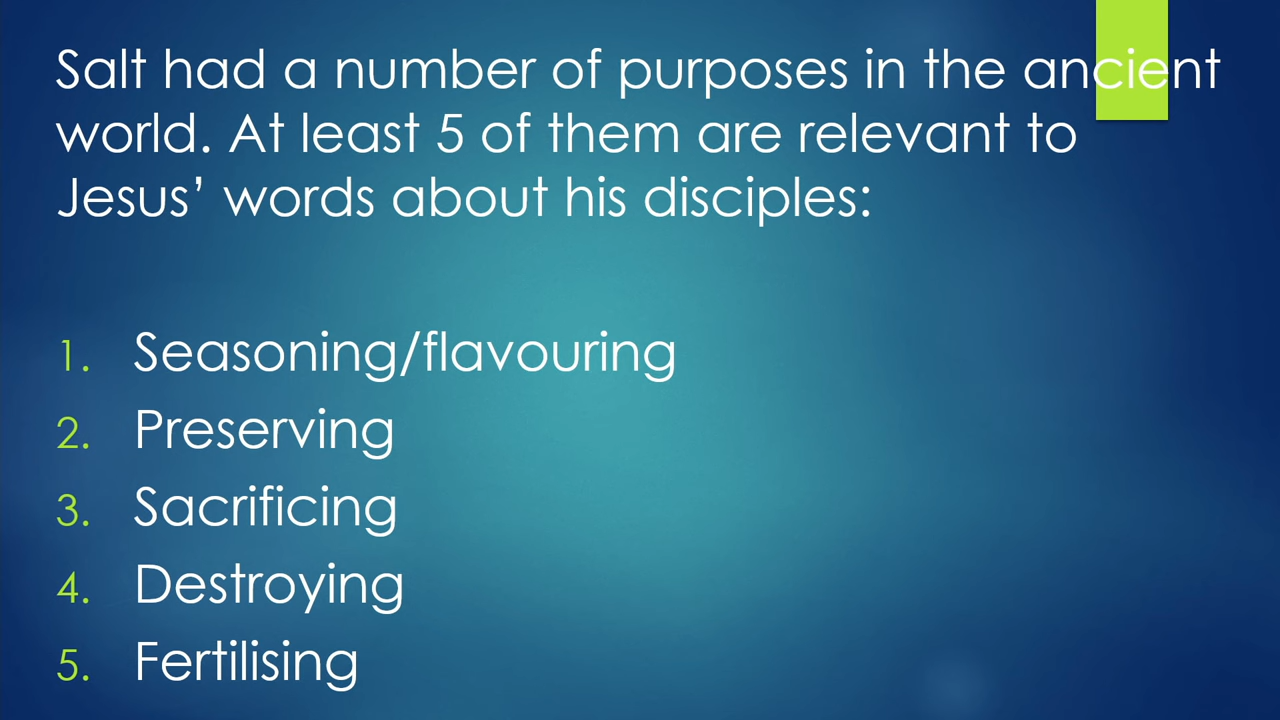 Salt had a number of purposes in the ancient
world. At least 5 of them are relevant to
Jesus’ words about his disciples:
1. Seasoning/flavouring
2. Preserving
3. Sacrificing
4. Destroying
5. Fertilising